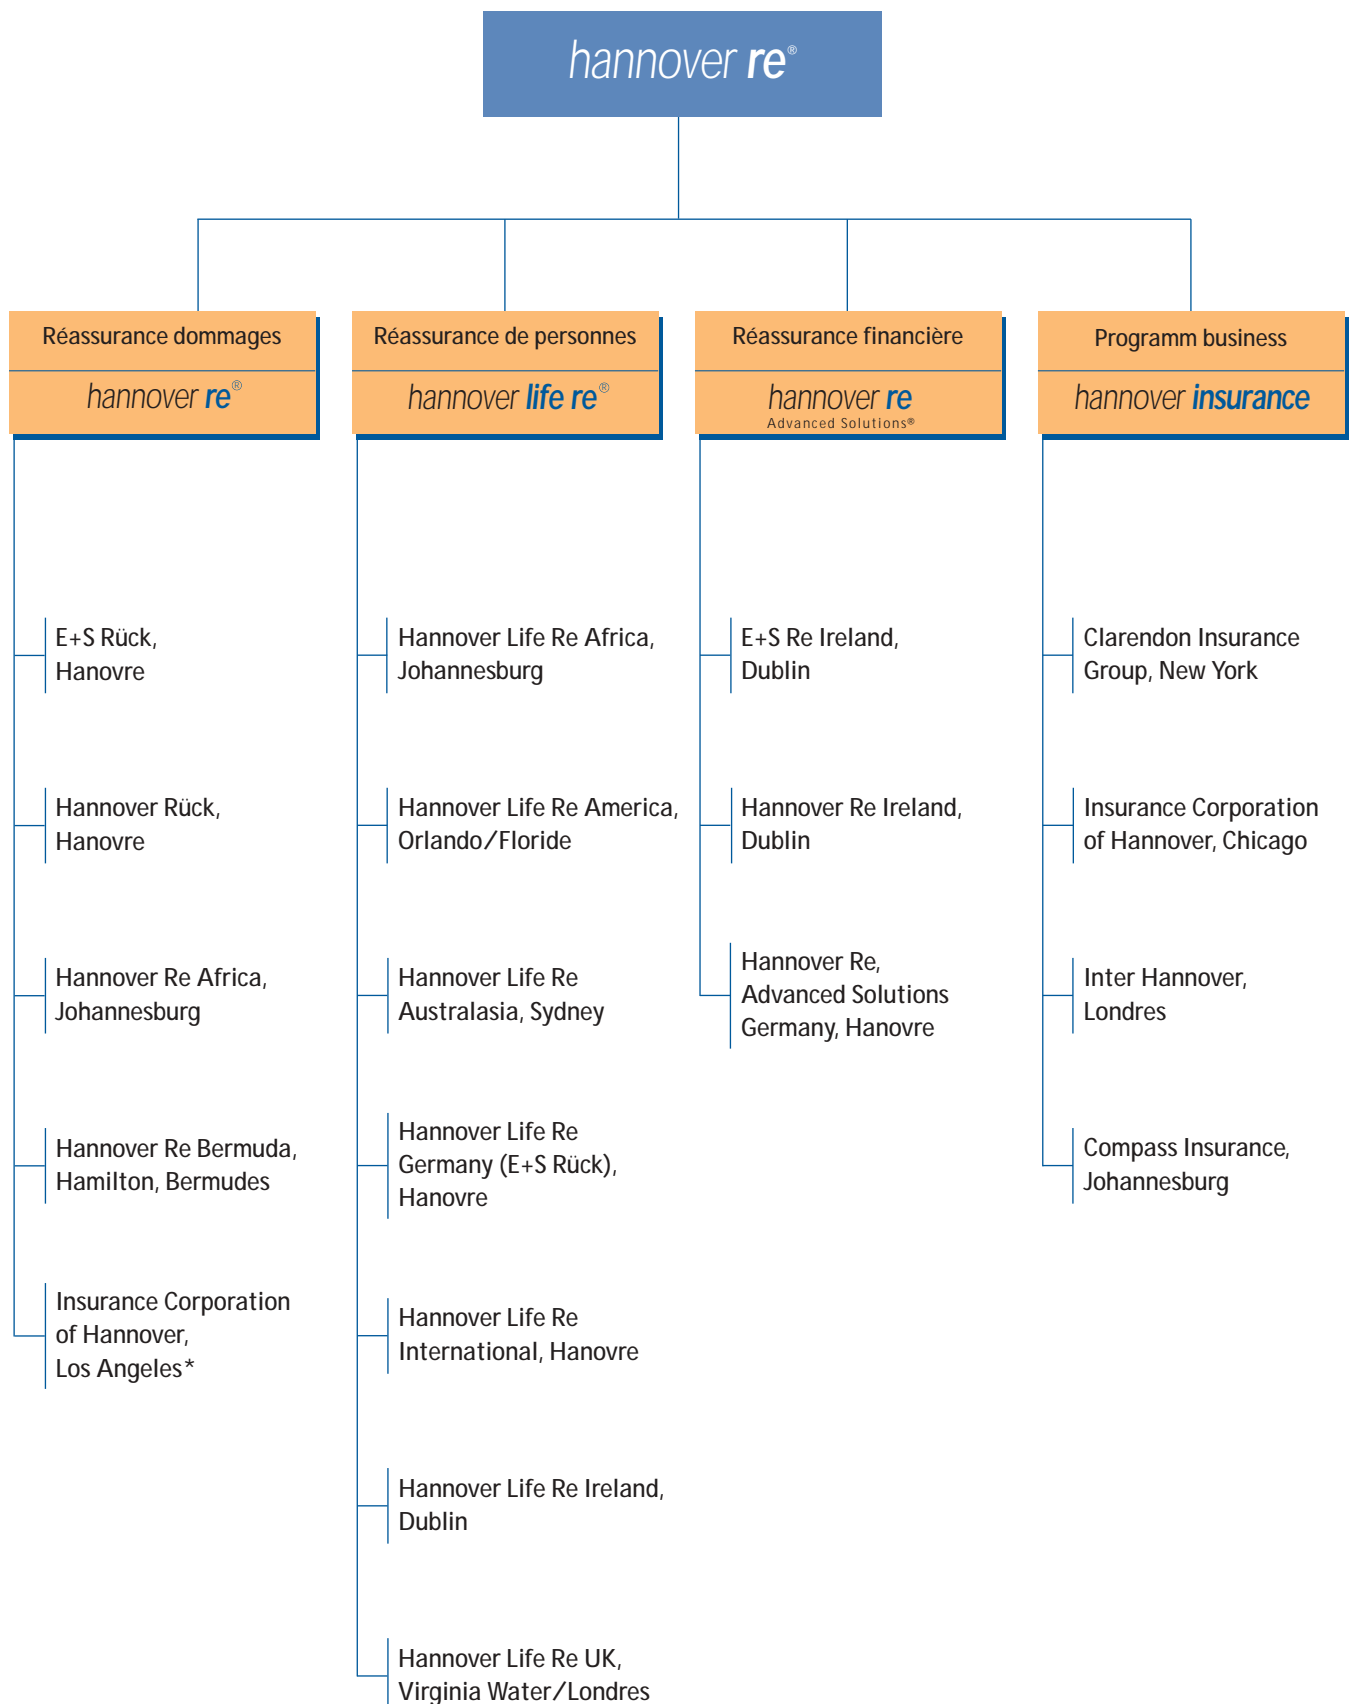 hannover re®
Réassurance dommages
hannover re®
E+S Rück,
Hanovre
Hannover Rück,
Hanovre
Hannover Re Africa,
Johannesburg
Hannover Re Bermuda,
Hamilton, Bermudes
Insurance Corporation
of Hannover,
Los Angeles*
Réassurance de personnes
hannover life re®
Hannover Life Re Africa,
Johannesburg
Hannover Life Re America,
Orlando/Floride
Hannover Life Re
Australasia, Sydney
Hannover Life Re
Germany (E+S Rück),
Hanovre
Hannover Life Re
International, Hanovre
Hannover Life Re Ireland,
Dublin
Hannover Life Re UK,
Virginia Water/Londres
Réassurance financière
hannover re
Advanced Solutions®
E+S Re Ireland,
Dublin
Hannover Re Ireland,
Dublin
Hannover Re,
Advanced Solutions
Germany, Hanovre
Programm business
hannover insurance
Clarendon Insurance
Group, New York
Insurance Corporation
of Hannover, Chicago
Inter Hannover,
Londres
Compass Insurance,
Johannesburg